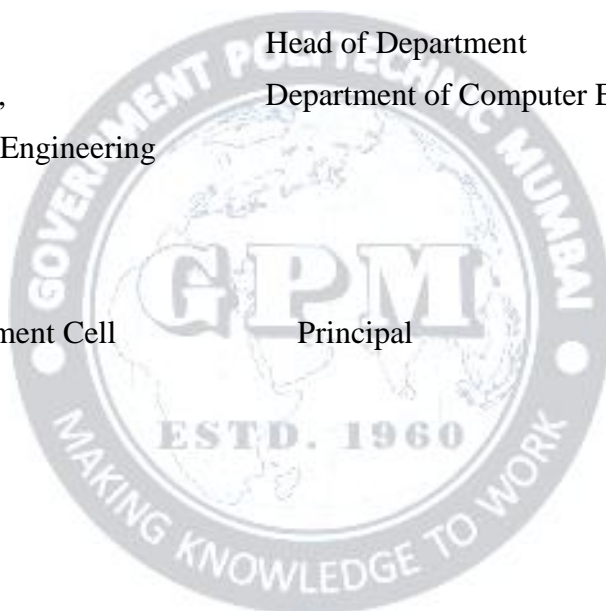 Head of Department
,
Department of Computer E
Engineering
ment Cell
Principal
GOVERNMENT POLYTECHNIC MUMBAI
GPM
ESTD. 1960
MAKING KNOWLEDGE TO WORK